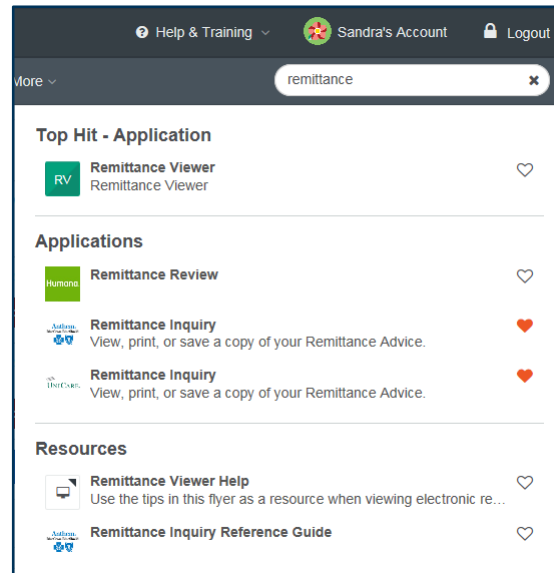 Help & Training
Sandra's Account
Logout
More
remittance
Top Hit - Application
RV
Remittance Viewer
Remittance Viewer
Applications
Humana
Remittance Review
Anthem
Remittance Inquiry
View, print, or save a copy of your Remittance Advice.
UNICARE
Remittance Inquiry
View, print, or save a copy of your Remittance Advice.
Resources
Remittance Viewer Help
Use the tips in this flyer as a resource when viewing electronic re…
Anthem
Remittance Inquiry Reference Guide